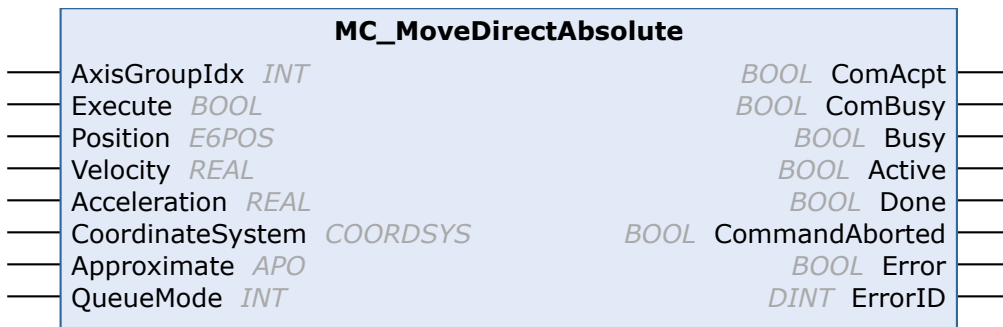 MC_MoveDirectAbsolute
AxisGroupIdx INT BOOL ComAcpt
Execute BOOL BOOL ComBusy
Position E6POS BOOL Busy
Velocity REAL BOOL Active
Acceleration REAL BOOL Done
CoordinateSystem COORDSYS BOOL CommandAborted
Approximate APO BOOL Error
QueueMode INT DINT ErrorID